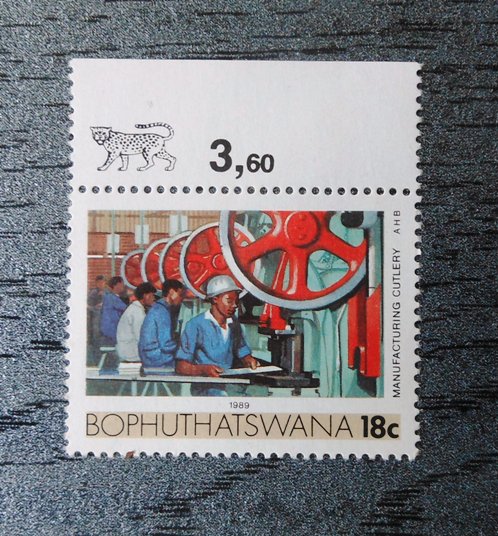 3,60
MANUFACTURING CUTLERY AHB
1989
BOPHUTHATSWANA 18c